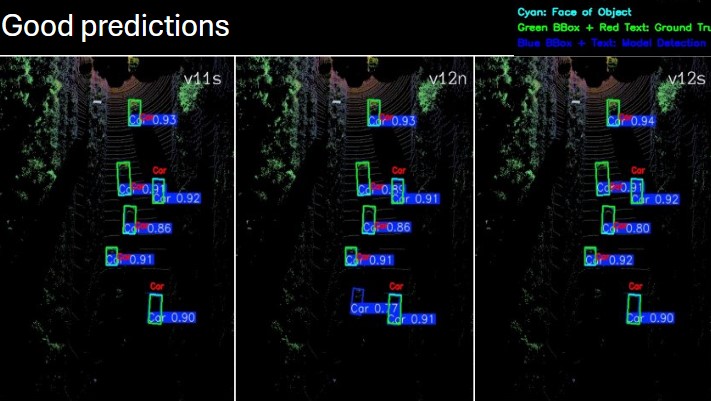 Good predictions
Cyan: Face of Object
Green BBox + Red Text: Ground Tru
Blue BBox + Text: Model Detection
v11s
Car 0.93
Car
Car 0.91
Car 0.92
Car 0.86
Car 0.91
Car
Car 0.90
v12n
Car 0.93
Car
Car 0.89
Car 0.91
Car 0.86
Car 0.91
Car 0.77
Car
Car 0.91
v12s
Car 0.94
Car
Car 0.91
Car 0.92
Car 0.80
Car 0.92
Car
Car 0.90